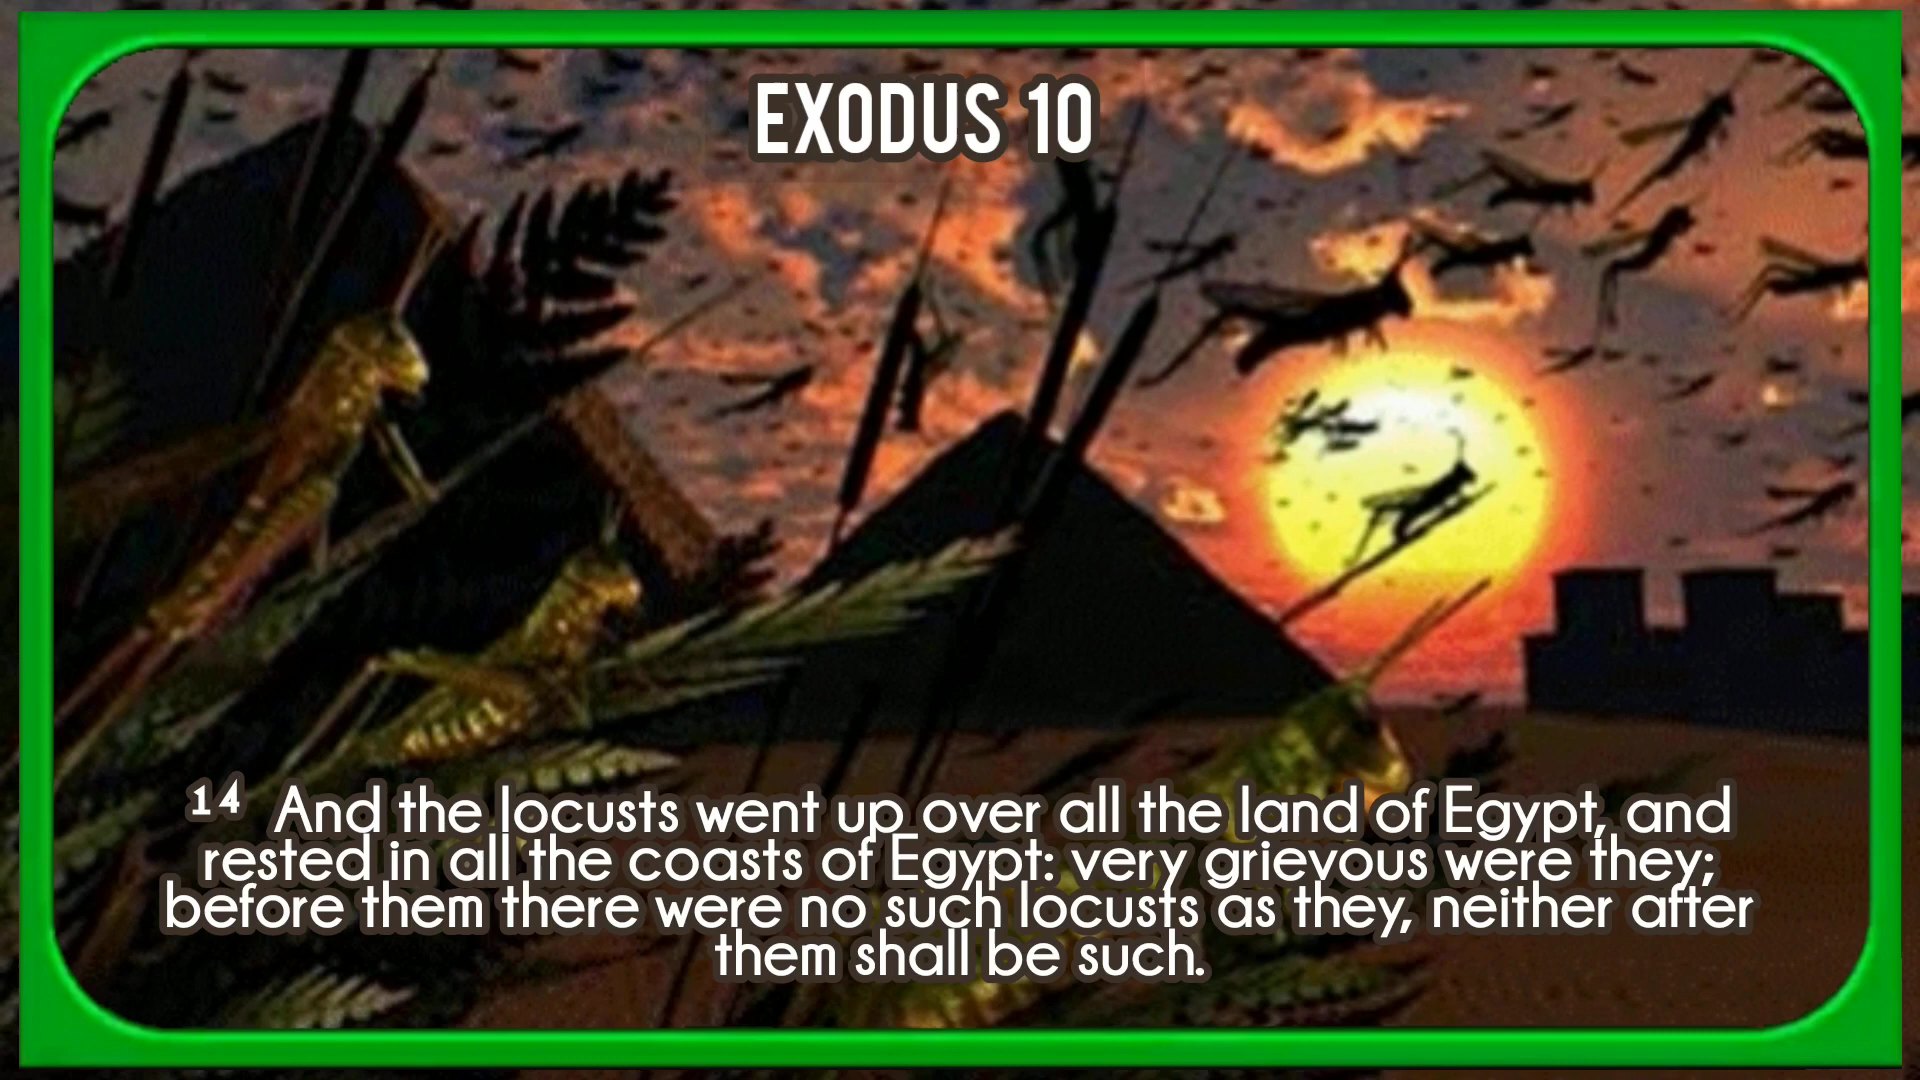 EXODUS 10
14 And the locusts went up over all the land of Egypt, and
rested in all the coasts of Egypt: very grievous were they;
before them there were no such locusts as they, neither after
them shall be such.